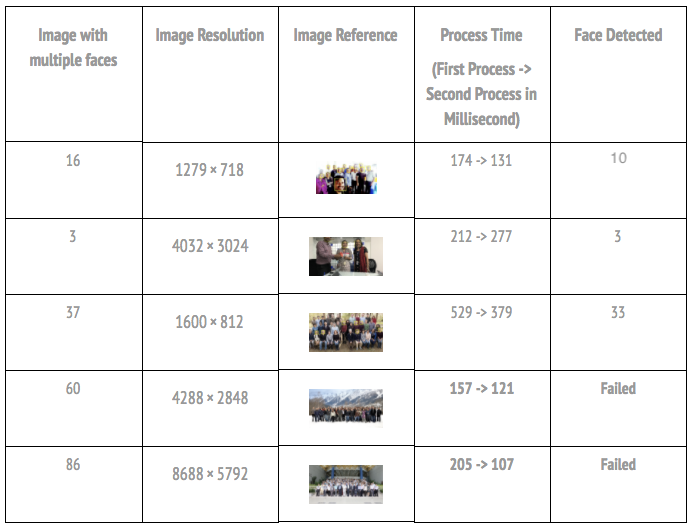 Image with
multiple faces
Image Resolution
Image Reference
Process Time
(First Process ->
Second Process in
Millisecond)
Face Detected
16
1279 × 718
174 -> 131
10
3
4032 × 3024
212 -> 277
3
37
1600 × 812
529 -> 379
33
60
4288 × 2848
157 -> 121
Failed
86
8688 × 5792
205 -> 107
Failed